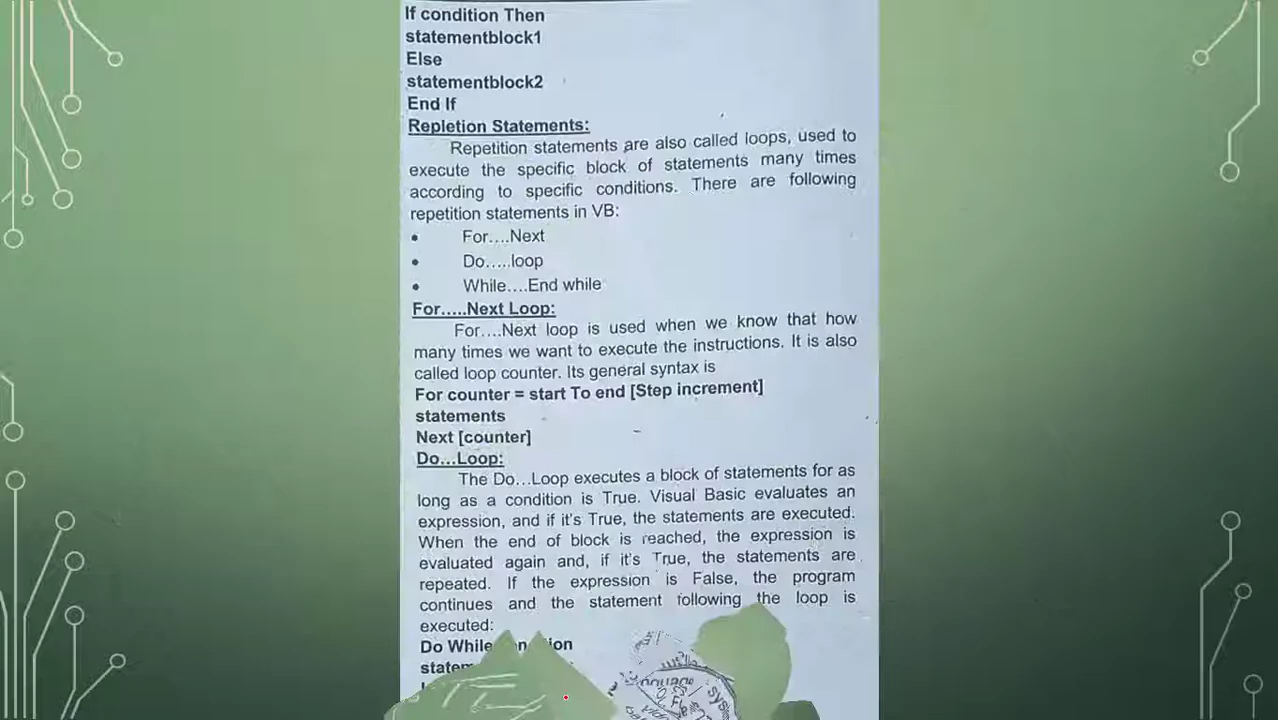 If condition Then
statementblock1
Else
statementblock2
End If
Repletion Statements:
Repetition statements are also called loops, used to
execute the specific block of statements many times
according to specific conditions. There are following
repetition statements in VB:
• For....Next
• Do.....loop
• While....End while
For.....Next Loop:
For....Next loop is used when we know that how
many times we want to execute the instructions. It is also
called loop counter. Its general syntax is
For counter = start To end [Step increment]
statements
Next [counter]
Do...Loop:
The Do...Loop executes a block of statements for as
long as a condition is True. Visual Basic evaluates an
expression, and if it's True, the statements are executed.
When the end of block is reached, the expression is
evaluated again and, if it's True, the statements are
repeated. If the expression is False, the program
continues and the statement following the loop is
executed:
Do While